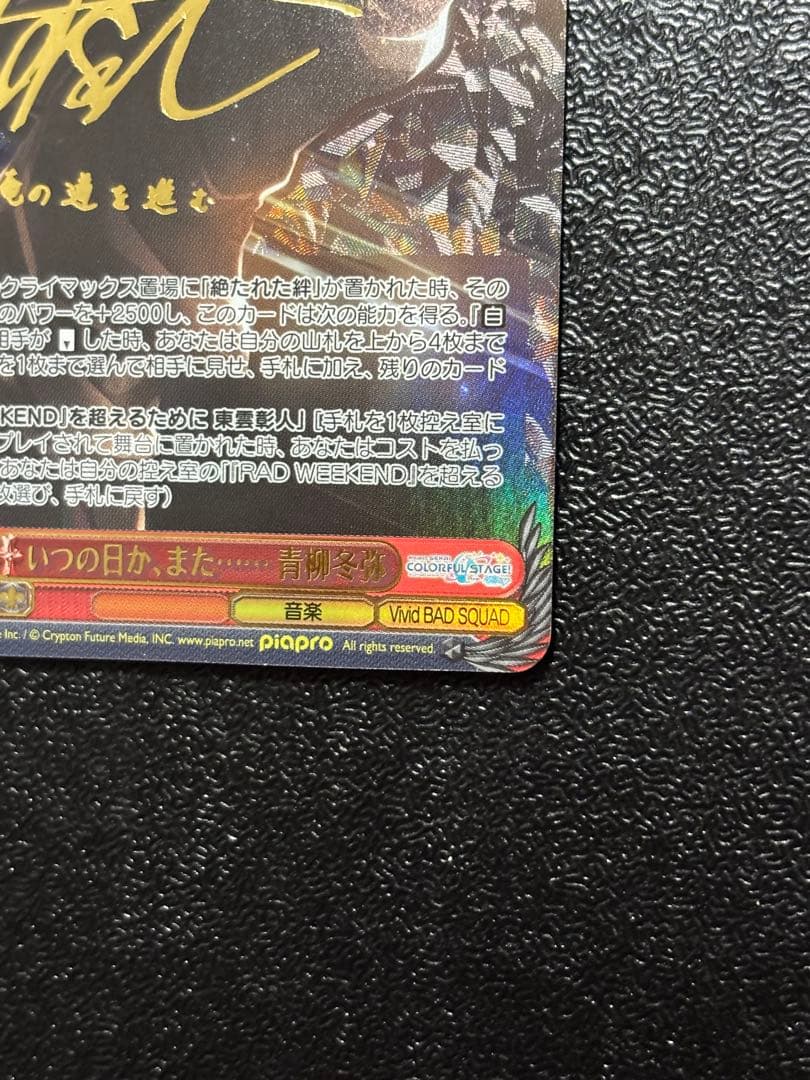 俺の道を進む
クライマックス置場に「絶たれた絆」が置かれた時、その
のパワーを+2500し、このカードは次の能力を得る。『自
相手が した時、あなたは自分の山札を上から4枚まで
を1枚まで選んで相手に見せ、手札に加え、残りのカード
EKEND」を超えるために 東雲彰人」 [手札を1枚控え室に
プレイされて舞台に置かれた時、あなたはコストを払っ
あなたは自分の控え室の「「RAD WEEKEND」を超える
枚選び、手札に戻す)
いつの日か、また…… 青柳冬弥
COLORFUL STAGE!
音楽
Vivid BAD SQUAD
Inc. / © Crypton Future Media, INC. www.piapro.net piapro All rights reserved.